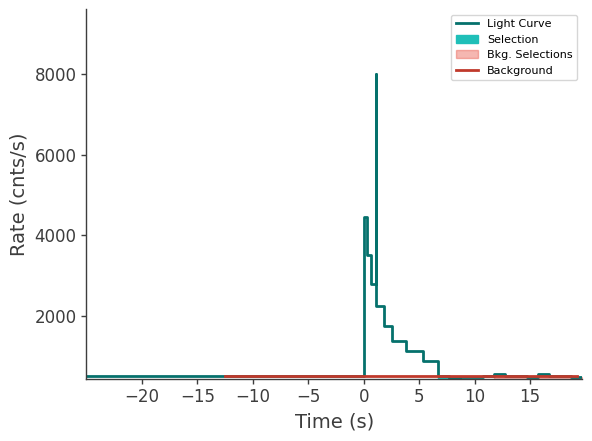 Light Curve
Selection
Bkg. Selections
Background
8000
6000
4000
2000
Rate (cnts/s)
−20 −15 −10 −5 0 5 10 15
Time (s)